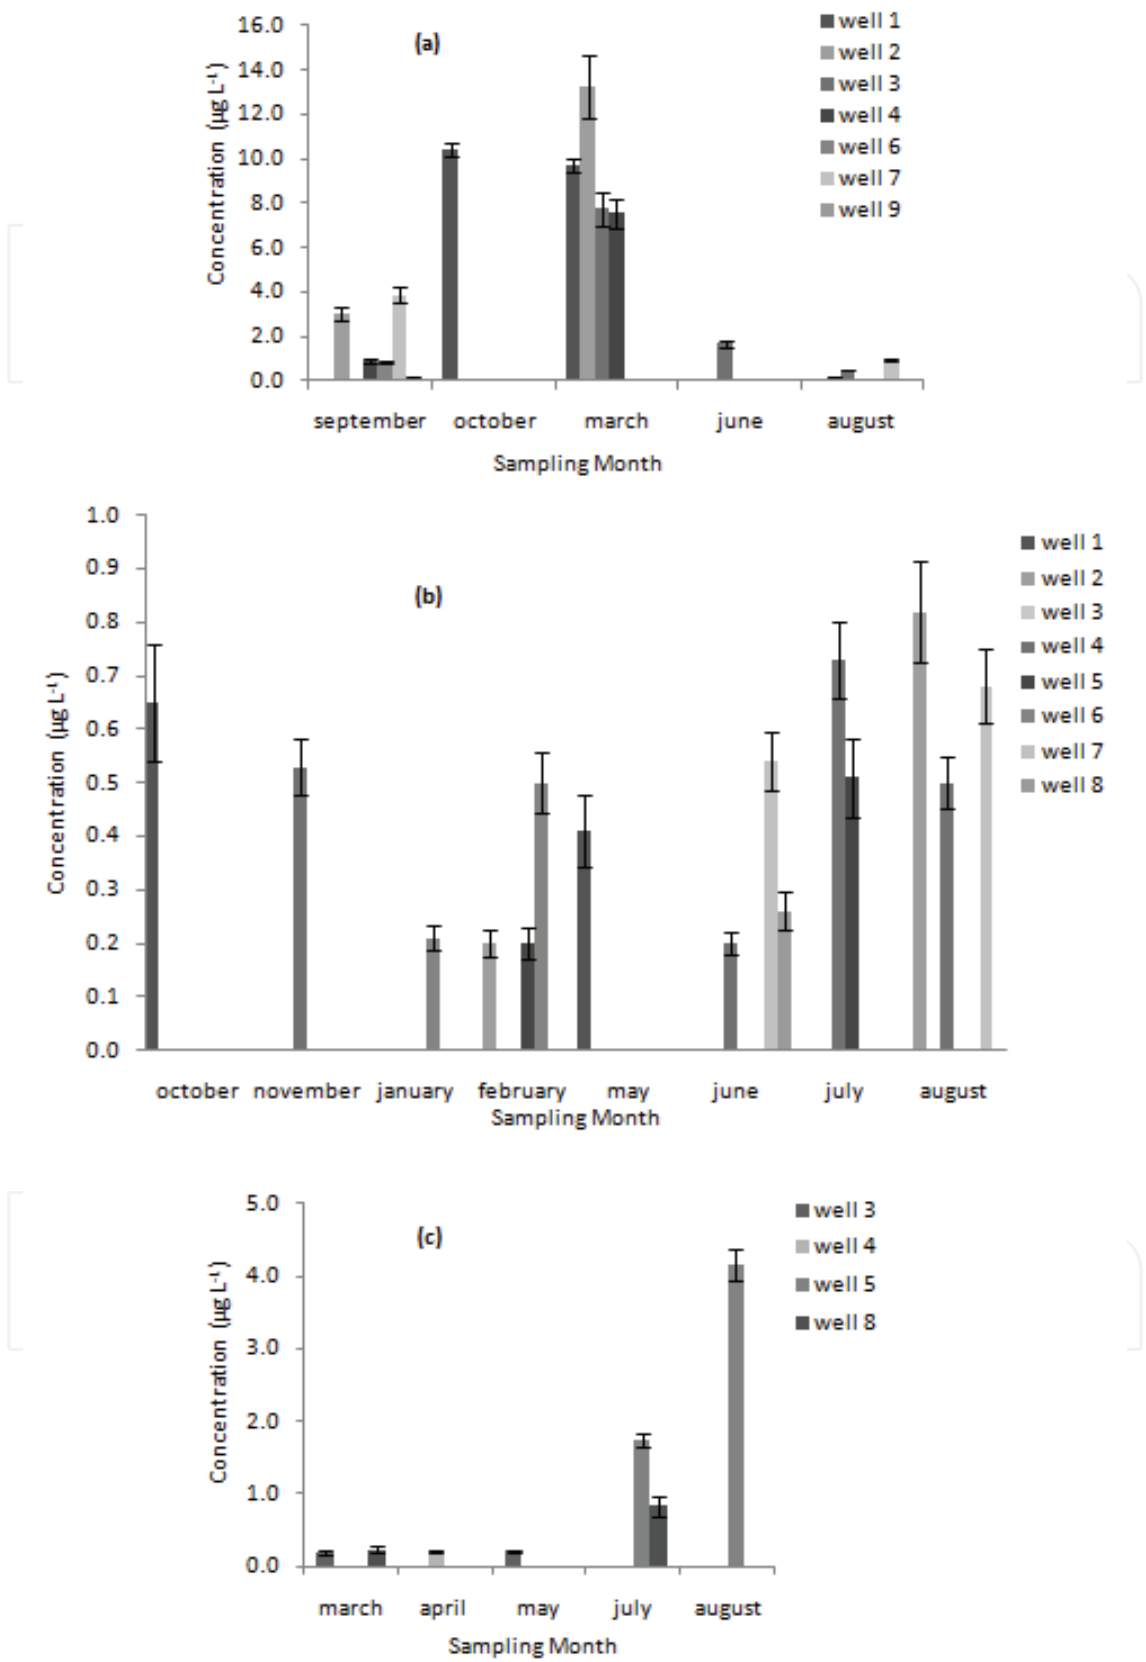 (a)
Concentration (µg L⁻¹)
16.0
14.0
12.0
10.0
8.0
6.0
4.0
2.0
0.0
september october march june august
Sampling Month
well 1
well 2
well 3
well 4
well 6
well 7
well 9
(b)
Concentration (µg L⁻¹)
1.0
0.9
0.8
0.7
0.6
0.5
0.4
0.3
0.2
0.1
0.0
october november january february may june july august
Sampling Month
well 1
well 2
well 3
well 4
well 5
well 6
well 7
well 8
(c)
Concentration (µg L⁻¹)
5.0
4.0
3.0
2.0
1.0
0.0
march april may july august
Sampling Month
well 3
well 4
well 5
well 8